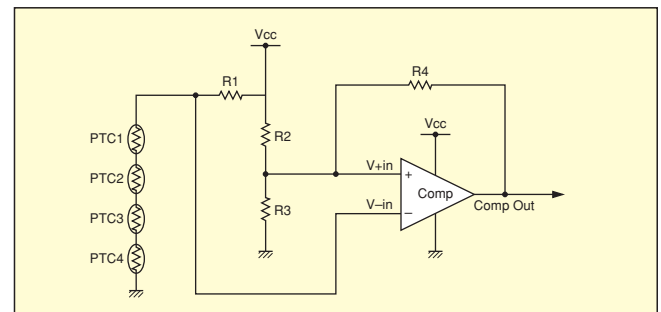 Vcc
R1
R4
PTC1
R2
Vcc
PTC2
V+in
+
Comp
PTC3
R3
V–in
–
Comp Out
PTC4